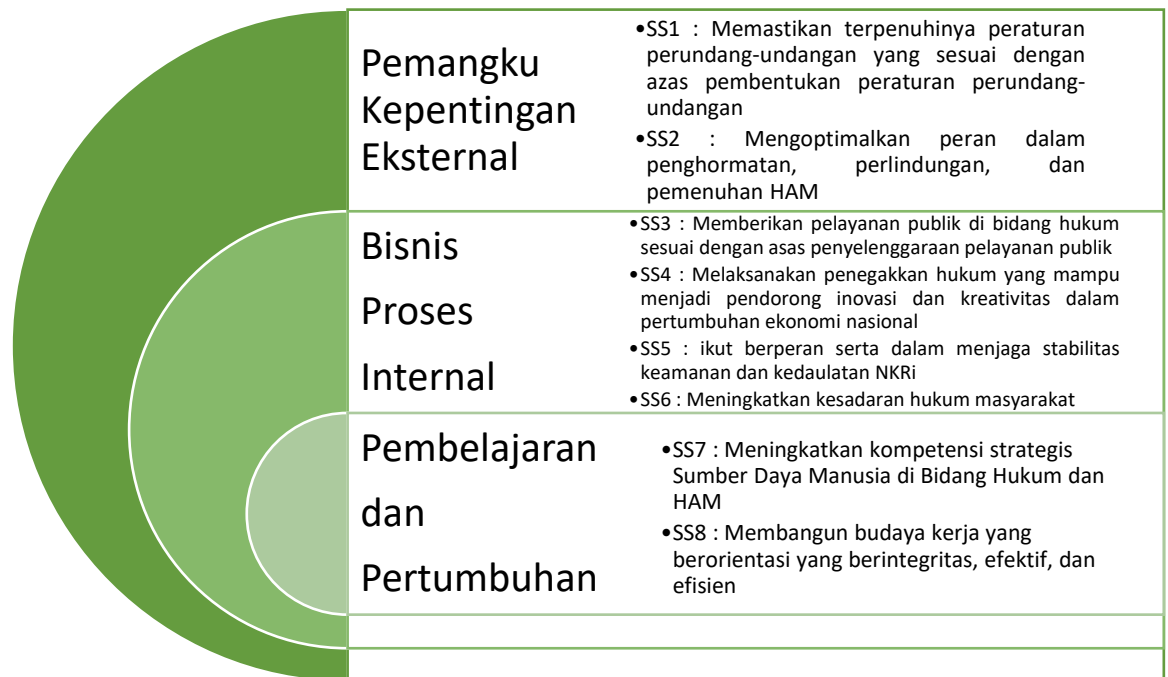 Pemangku
Kepentingan
Eksternal
•SS1 : Memastikan terpenuhinya peraturan
perundang-undangan yang sesuai dengan
azas pembentukan peraturan perundang-
undangan
•SS2 : Mengoptimalkan peran dalam
penghormatan, perlindungan, dan
pemenuhan HAM
Bisnis
Proses
Internal
•SS3 : Memberikan pelayanan publik di bidang hukum
sesuai dengan asas penyelenggaraan pelayanan publik
•SS4 : Melaksanakan penegakkan hukum yang mampu
menjadi pendorong inovasi dan kreativitas dalam
pertumbuhan ekonomi nasional
•SS5 : ikut berperan serta dalam menjaga stabilitas
keamanan dan kedaulatan NKRi
•SS6 : Meningkatkan kesadaran hukum masyarakat
Pembelajaran
dan
Pertumbuhan
•SS7 : Meningkatkan kompetensi strategis
Sumber Daya Manusia di Bidang Hukum dan
HAM
•SS8 : Membangun budaya kerja yang
berorientasi yang berintegritas, efektif, dan
efisien